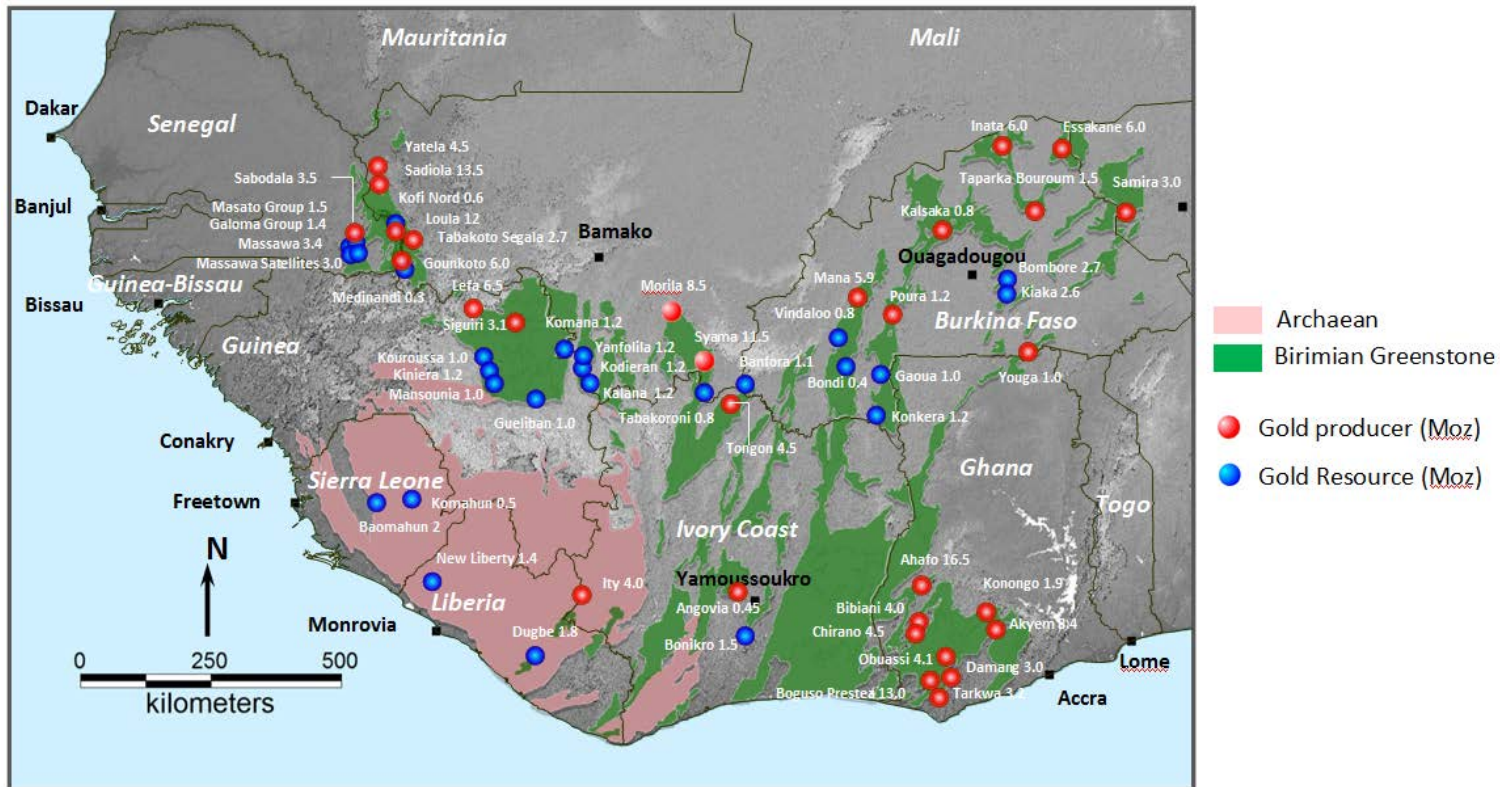 Mauritania
Mali
Dakar
Senegal
Inata 6.0
Essakane 6.0
Yatela 4.5
Sadiola 13.5
Sabodala 3.5
Taparka Bouroum 1.5
Samira 3.0
Kofi Nord 0.6
Banjul
Masato Group 1.5
Loula 12
Kalsaka 0.8
Galoma Group 1.4
Tabakoto Segala 2.7
Bamako
Massawa 3.4
Ouagadougou
Massawa Satellites 3.0
Gounkoto 6.0
Bombore 2.7
Guinea-Bissau
Medinandi 0.3
Lefa 6.5
Morila 8.5
Mana 5.9
Kiaka 2.6
Bissau
Poura 1.2
Siguiri 3.1
Komana 1.2
Vindaloo 0.8
Burkina Faso
Guinea
Syama 11.5
Kouroussa 1.0
Yanfolila 1.2
Banfora 1.1
Kiniera 1.2
Kodieran 1.2
Bondi 0.4
Gaoua 1.0
Youga 1.0
Mansounia 1.0
Kalana 1.2
Gueliban 1.0
Tabakoroni 0.8
Konkera 1.2
Conakry
Tongon 4.5
Ghana
Sierra Leone
Freetown
Komahun 0.5
Togo
Baomahun 2
Ivory Coast
N
New Liberty 1.4
Ity 4.0
Yamoussoukro
Ahafo 16.5
Konongo 1.9
Liberia
Angovia 0.45
Bibiani 4.0
Monrovia
Dugbe 1.8
Bonikro 1.5
Chirano 4.5
Akyem 8.4
0 250 500
kilometers
Obuassi 4.1
Damang 3.0
Lome
Boguso Prestea 13.0
Tarkwa 3.2
Accra
Archaean
Birimian Greenstone
Gold producer (Moz)
Gold Resource (Moz)